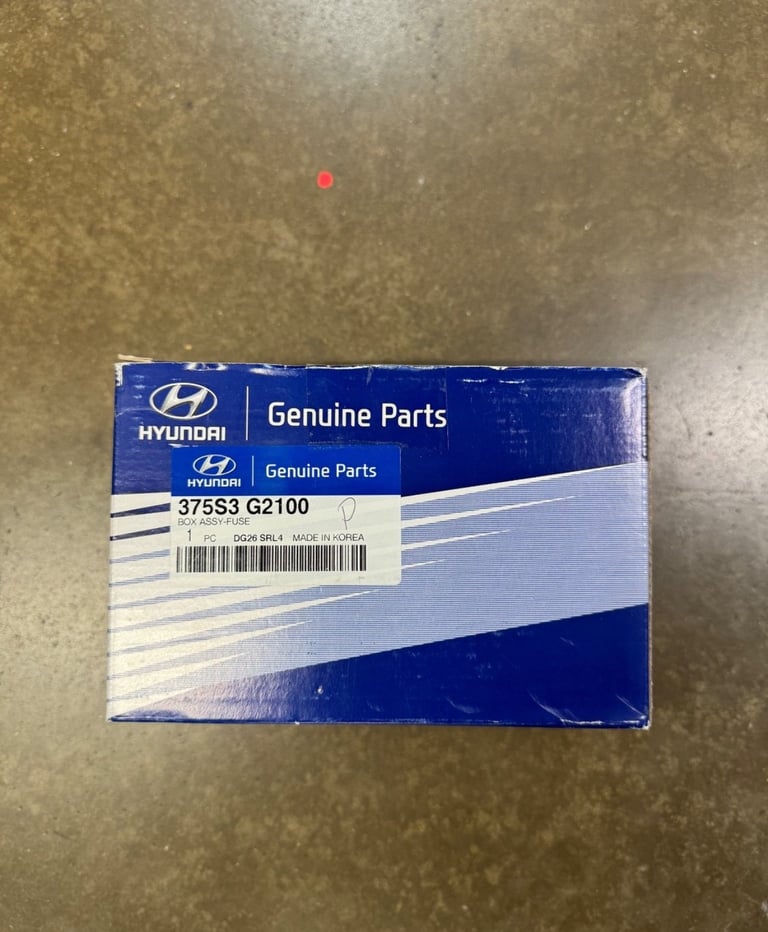 HYUNDAI
Genuine Parts
HYUNDAI
Genuine Parts
375S3 G2100
BOX ASSY-FUSE
P
1 PC DG26 SRL4 MADE IN KOREA